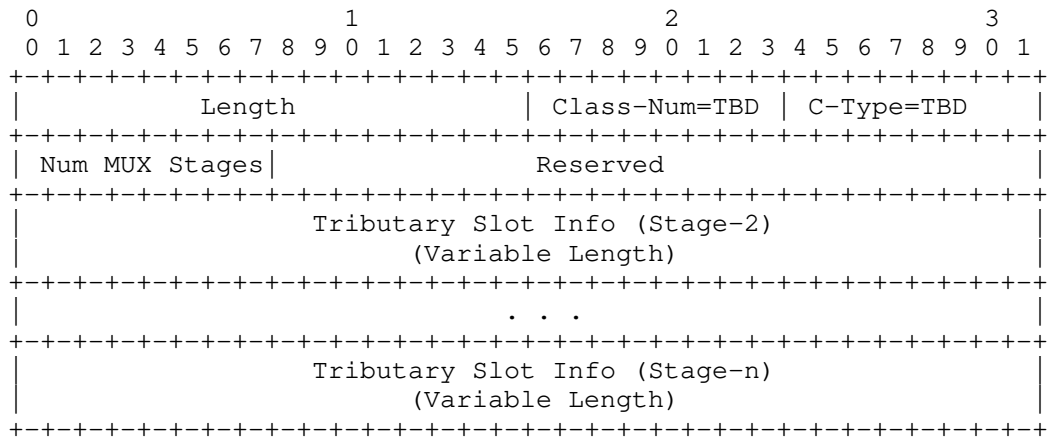 0                   1                   2                   3
 0 1 2 3 4 5 6 7 8 9 0 1 2 3 4 5 6 7 8 9 0 1 2 3 4 5 6 7 8 9 0 1
+-+-+-+-+-+-+-+-+-+-+-+-+-+-+-+-+-+-+-+-+-+-+-+-+-+-+-+-+-+-+-+-+
|           Length              | Class-Num=TBD | C-Type=TBD    |
+-+-+-+-+-+-+-+-+-+-+-+-+-+-+-+-+-+-+-+-+-+-+-+-+-+-+-+-+-+-+-+-+
| Num MUX Stages|                Reserved                       |
+-+-+-+-+-+-+-+-+-+-+-+-+-+-+-+-+-+-+-+-+-+-+-+-+-+-+-+-+-+-+-+-+
|                  Tributary Slot Info (Stage-2)                |
|                        (Variable Length)                      |
+-+-+-+-+-+-+-+-+-+-+-+-+-+-+-+-+-+-+-+-+-+-+-+-+-+-+-+-+-+-+-+-+
|                              . . .                            |
+-+-+-+-+-+-+-+-+-+-+-+-+-+-+-+-+-+-+-+-+-+-+-+-+-+-+-+-+-+-+-+-+
|                  Tributary Slot Info (Stage-n)                |
|                        (Variable Length)                      |
+-+-+-+-+-+-+-+-+-+-+-+-+-+-+-+-+-+-+-+-+-+-+-+-+-+-+-+-+-+-+-+-+